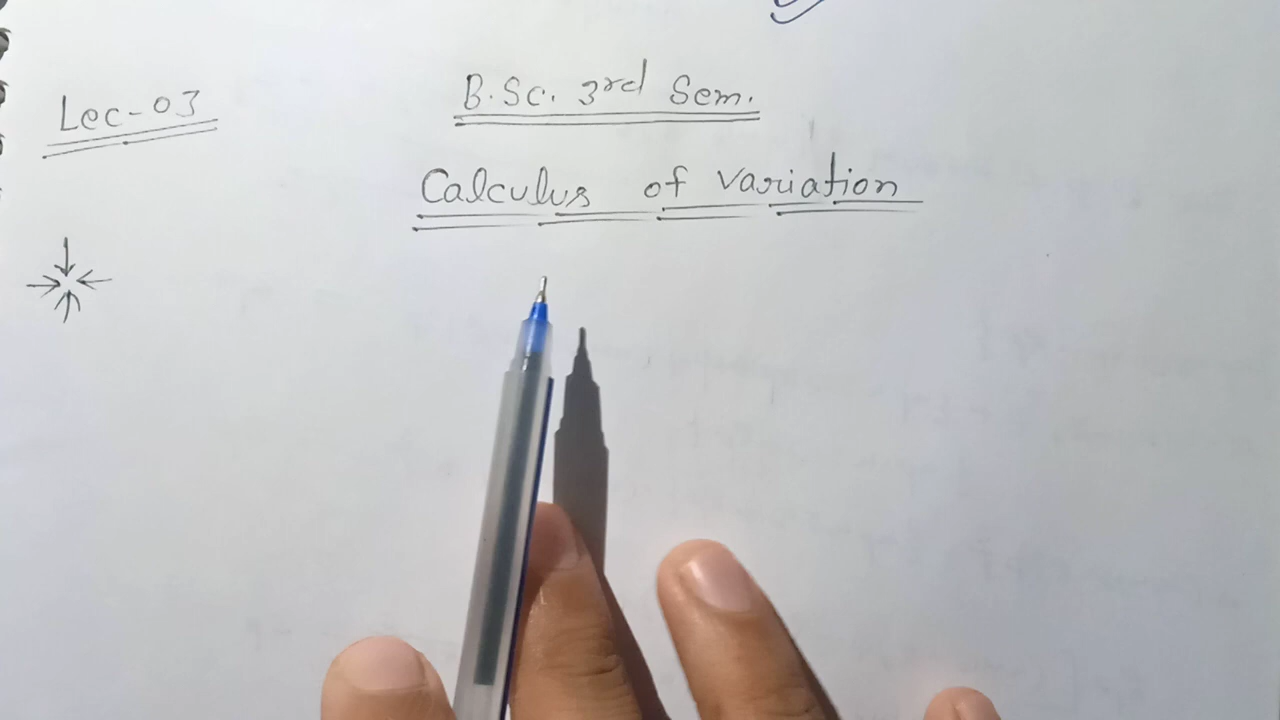 Lec-03
B.Sc. 3rd Sem.
Calculus of variation